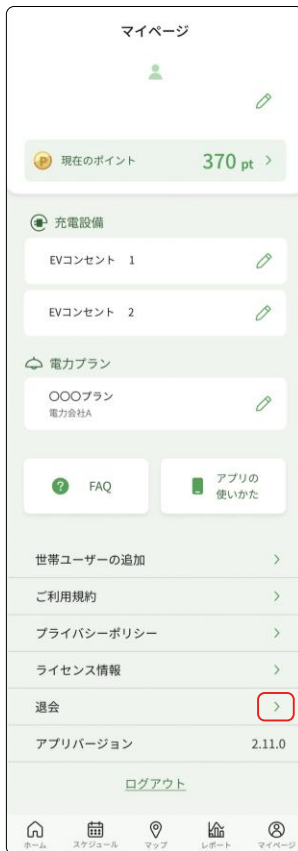 マイページ
P 現在のポイント 370 pt
充電設備
EVコンセント 1
EVコンセント 2
電力プラン
〇〇〇プラン
電力会社A
? FAQ
アプリの
使いかた
世帯ユーザーの追加
ご利用規約
プライバシーポリシー
ライセンス情報
退会
アプリバージョン 2.11.0
ログアウト
ホーム スケジュール マップ レポート マイページ